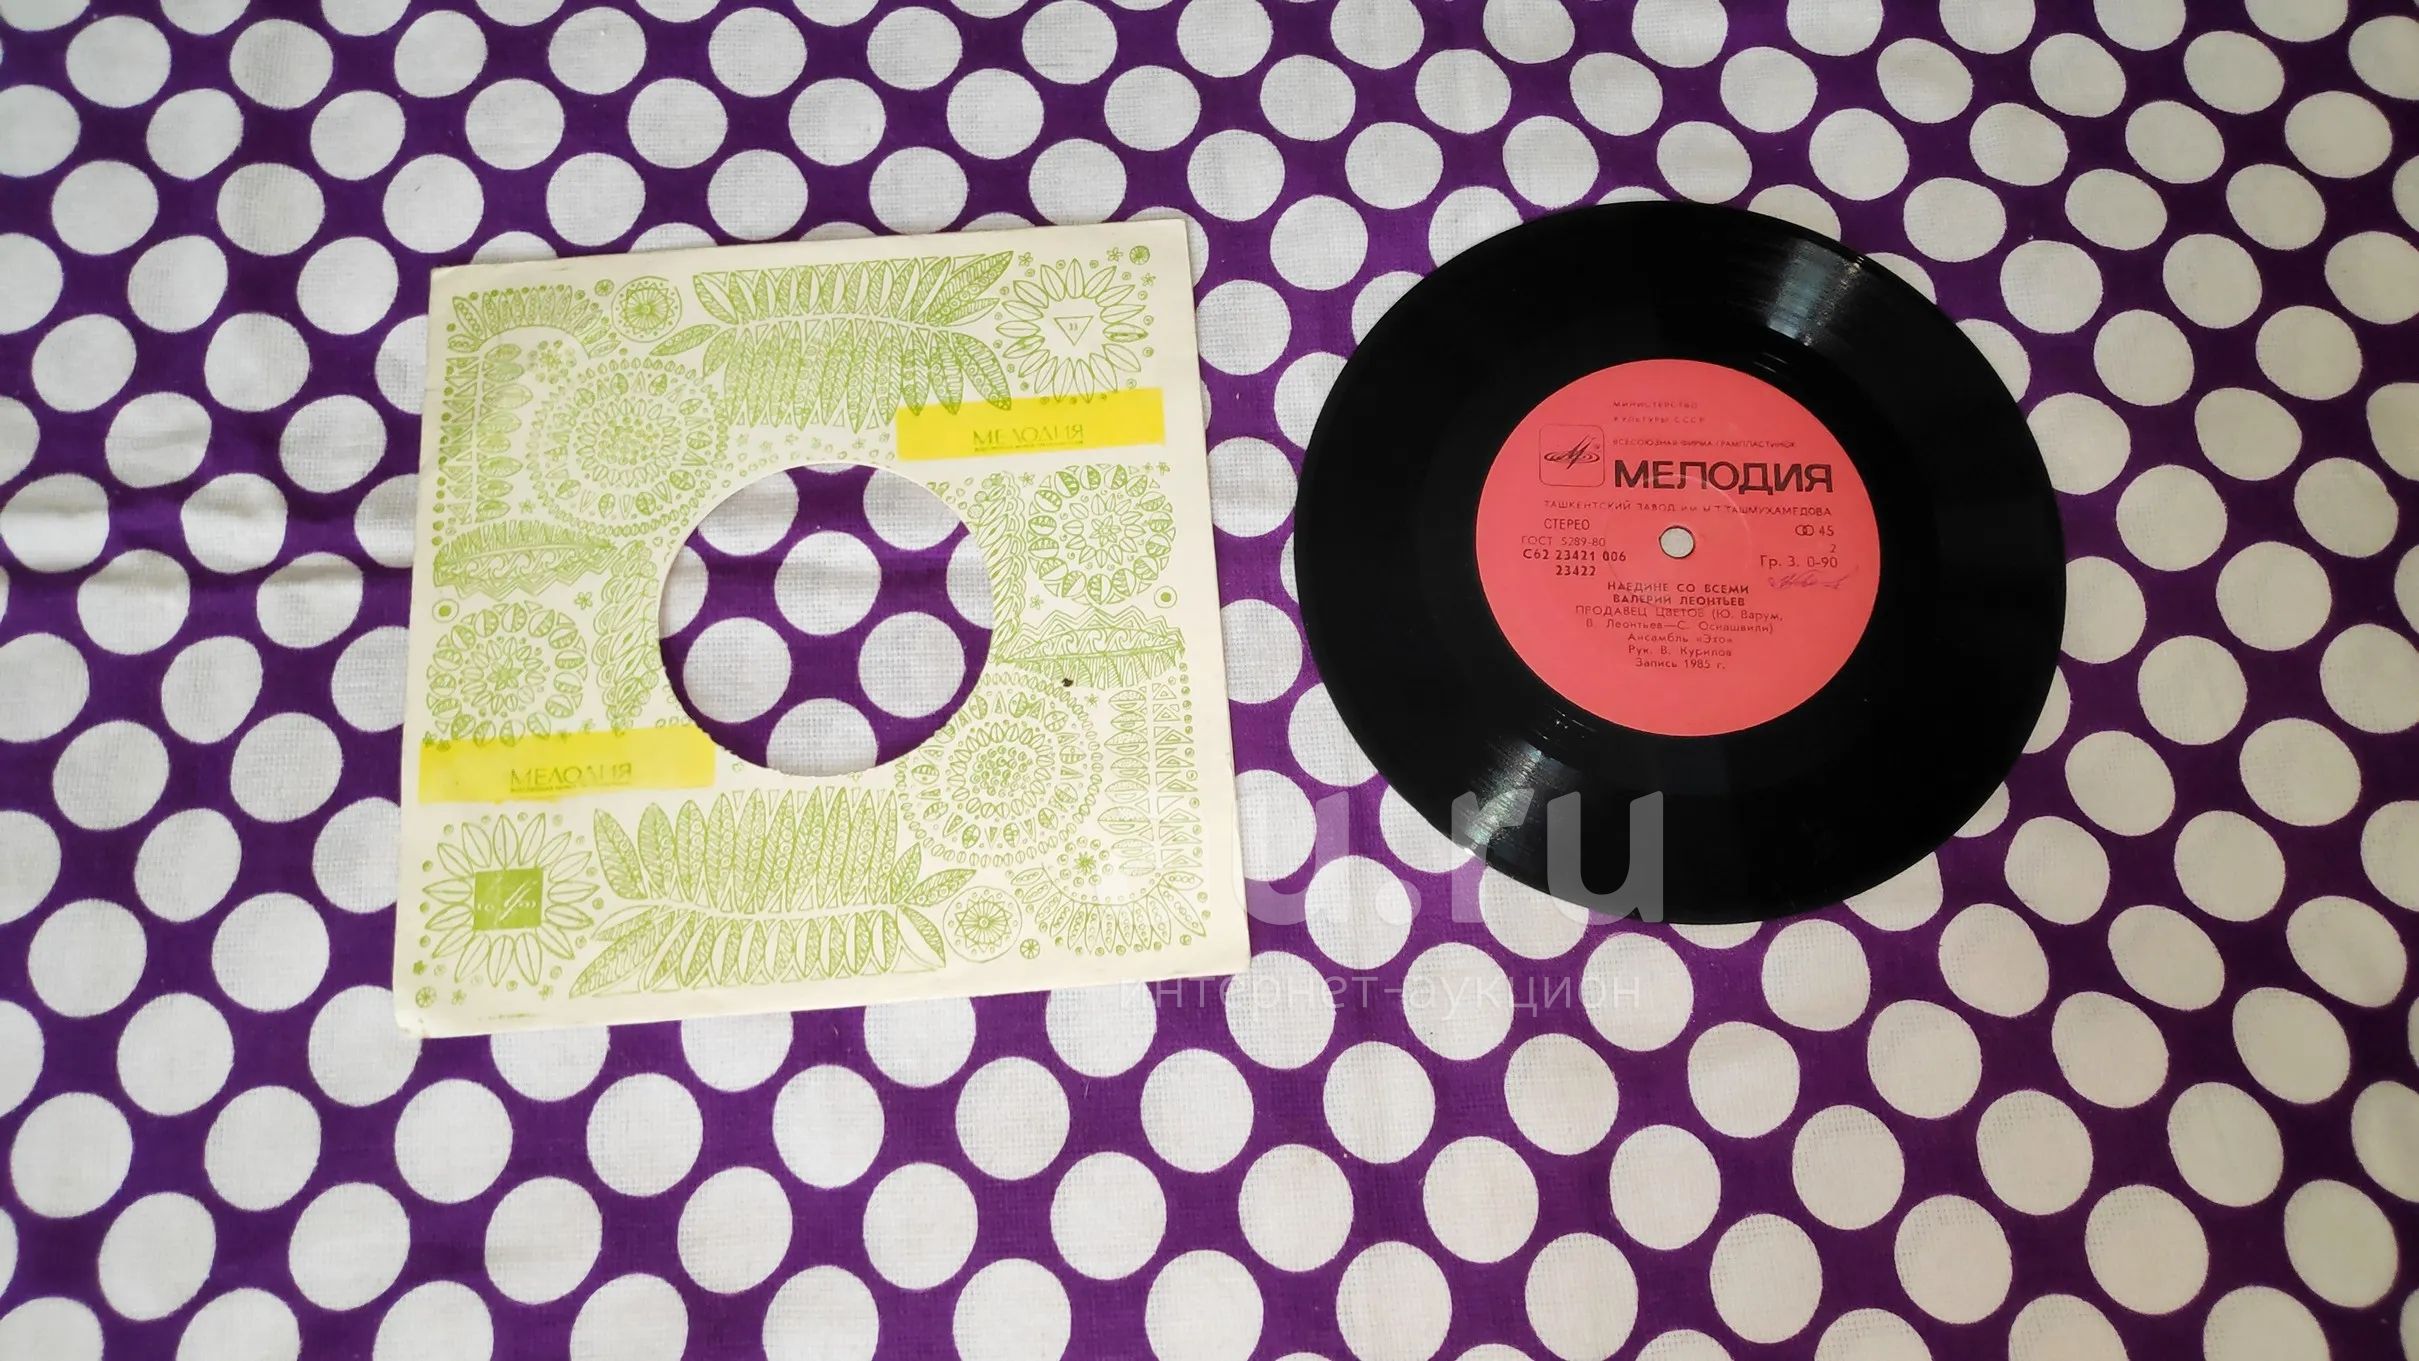 33
МЕЛОДИЯ
МЕЛОДИЯ
МИНИСТЕРСТВО
КУЛЬТУРЫ СССР
ВСЕСОЮЗНАЯ ФИРМА ГРАМПЛАСТИНОК
МЕЛОДИЯ
ТАШКЕНТСКИЙ ЗАВОД ИМ. М.Т.ТАШМУХАМЕДОВА
СТЕРЕО
45
ГОСТ 5289-80
2
С62 23421 006
Гр. 3. 0-90
23422
НАЕДИНЕ СО ВСЕМИ
ВАЛЕРИЙ ЛЕОНТЬЕВ
ПРОДАВЕЦ ЦВЕТОВ (Ю. Варум,
В. Леонтьев—С. Осиашвили)
Ансамбль «Эхо»
Рук. В. Курилов
Запись 1985 г.
u.ru
интернет-аукцион